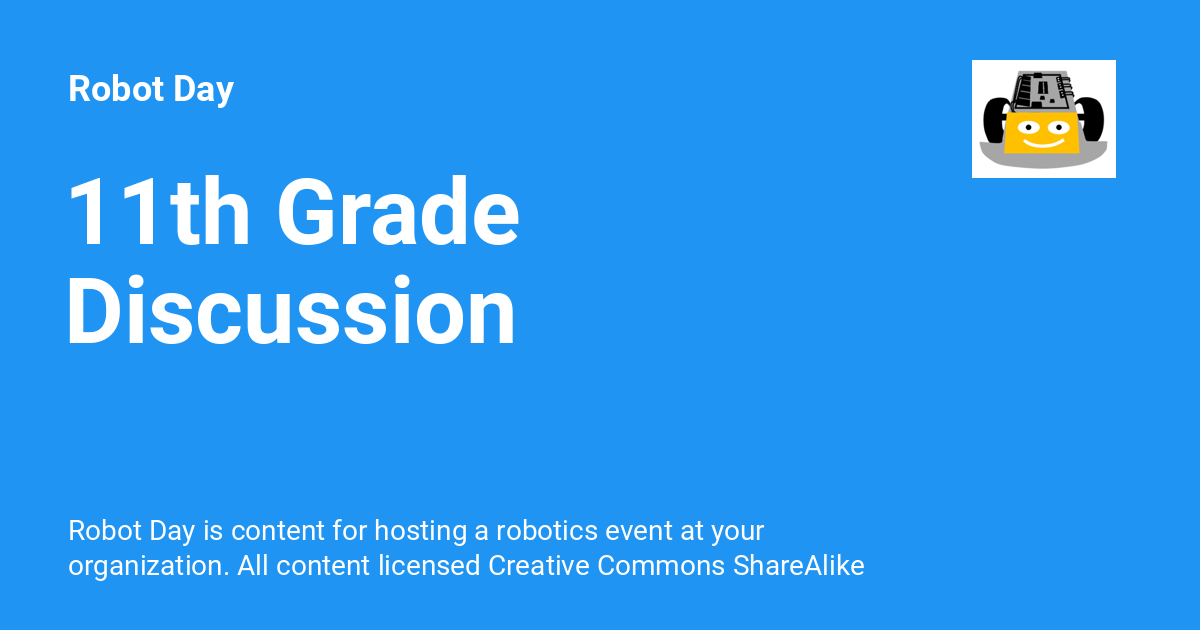 Robot Day
11th Grade
Discussion
Robot Day is content for hosting a robotics event at your
organization. All content licensed Creative Commons ShareAlike